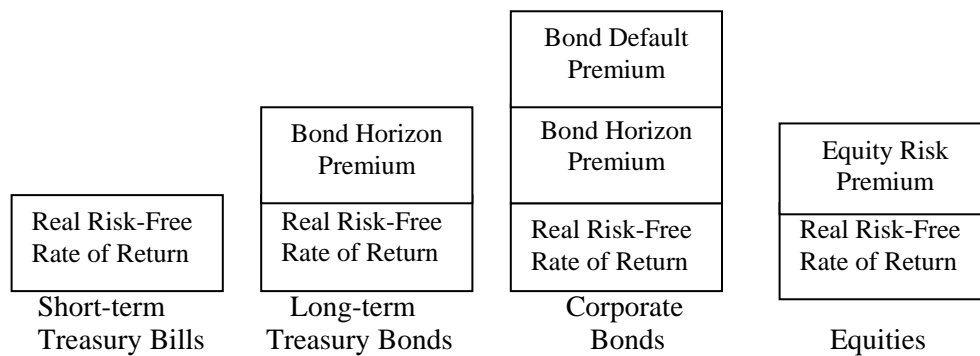 Bond Default
Premium
Bond Horizon
Premium
Bond Horizon
Premium
Equity Risk
Premium
Real Risk-Free
Rate of Return
Real Risk-Free
Rate of Return
Real Risk-Free
Rate of Return
Real Risk-Free
Rate of Return
Short-term
Treasury Bills
Long-term
Treasury Bonds
Corporate
Bonds
Equities